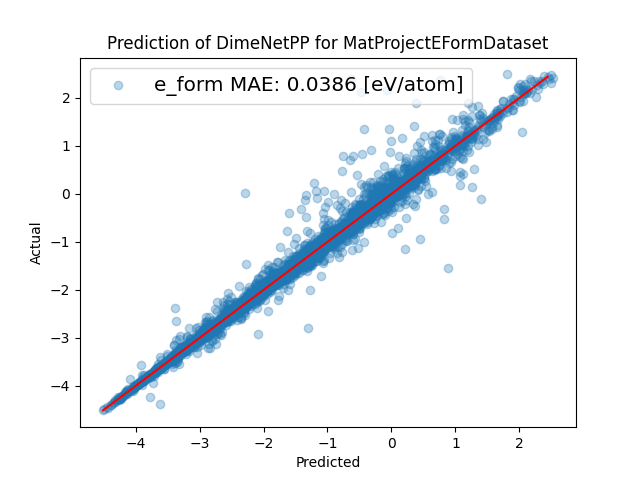 Prediction of DimeNetPP for MatProjectEFormDataset
e_form MAE: 0.0386 [eV/atom]
2
1
0
−1
−2
−3
−4
Actual
−4 −3 −2 −1 0 1 2
Predicted